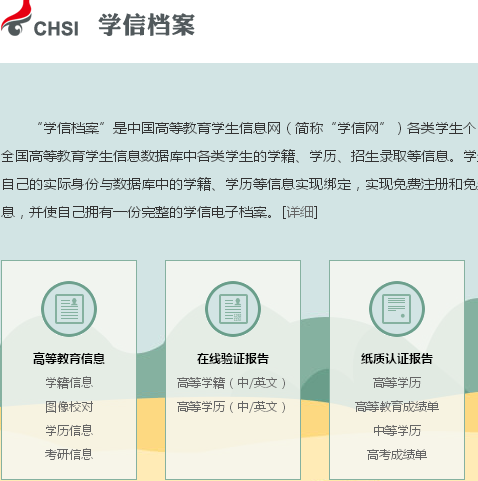 CHSI 学信档案
“学信档案”是中国高等教育学生信息网（简称“学信网”）各类学生个
全国高等教育学生信息数据库中各类学生的学籍、学历、招生录取等信息。学
自己的实际身份与数据库中的学籍、学历等信息实现绑定，实现免费注册和免
息，并使自己拥有一份完整的学信电子档案。[详细]
高等教育信息
学籍信息
图像校对
学历信息
考研信息
在线验证报告
高等学籍（中/英文）
高等学历（中/英文）
纸质认证报告
高等学历
高等教育成绩单
中等学历
高考成绩单